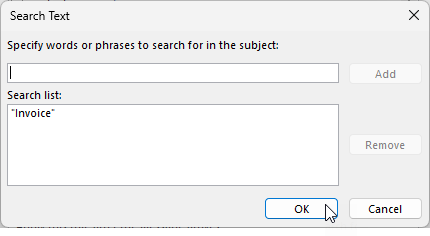 Search Text
Specify words or phrases to search for in the subject:
Add
Search list:
"Invoice"
Remove
OK
Cancel